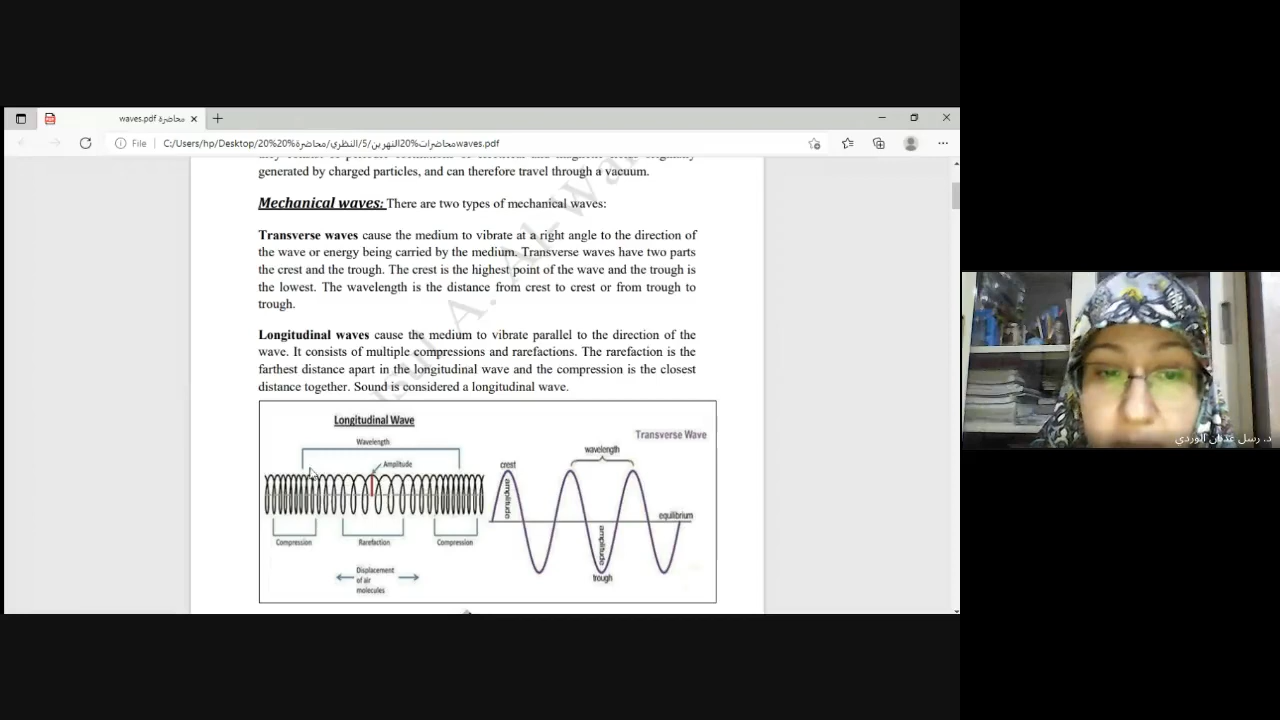 محاضرة waves.pdf
File
C:/Users/hp/Desktop/20%20%محاضرات%20النهرين/5/النظري/محاضرةwaves.pdf
generated by charged particles, and can therefore travel through a vacuum.
Mechanical waves: There are two types of mechanical waves:
Transverse waves cause the medium to vibrate at a right angle to the direction of
the wave or energy being carried by the medium. Transverse waves have two parts
the crest and the trough. The crest is the highest point of the wave and the trough is
the lowest. The wavelength is the distance from crest to crest or from trough to
trough.
Longitudinal waves cause the medium to vibrate parallel to the direction of the
wave. It consists of multiple compressions and rarefactions. The rarefaction is the
farthest distance apart in the longitudinal wave and the compression is the closest
distance together. Sound is considered a longitudinal wave.
Longitudinal Wave
Wavelength
Amplitude
Compression
Rarefaction
Compression
Displacement
of air
molecules
Transverse Wave
wavelength
crest
amplitude
equilibrium
amplitude
trough
د. رسل عدنان الوردي